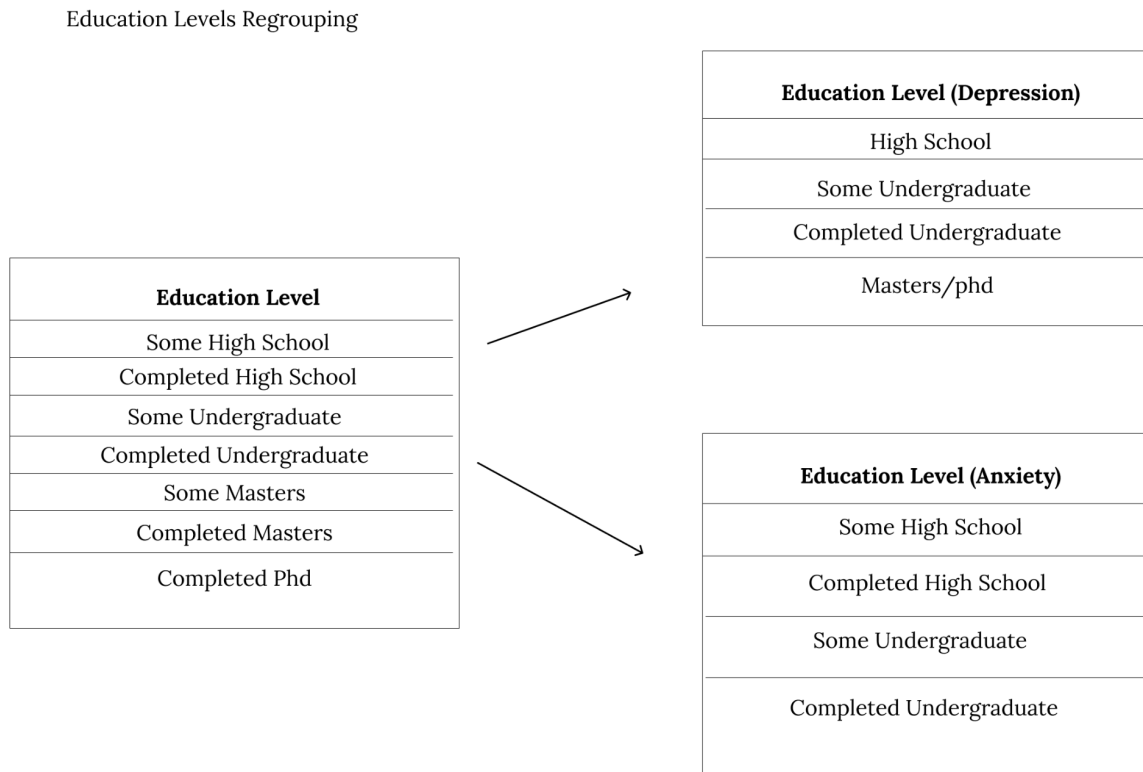 Education Levels Regrouping
Education Level
Some High School
Completed High School
Some Undergraduate
Completed Undergraduate
Some Masters
Completed Masters
Completed Phd
Education Level (Depression)
High School
Some Undergraduate
Completed Undergraduate
Masters/phd
Education Level (Anxiety)
Some High School
Completed High School
Some Undergraduate
Completed Undergraduate